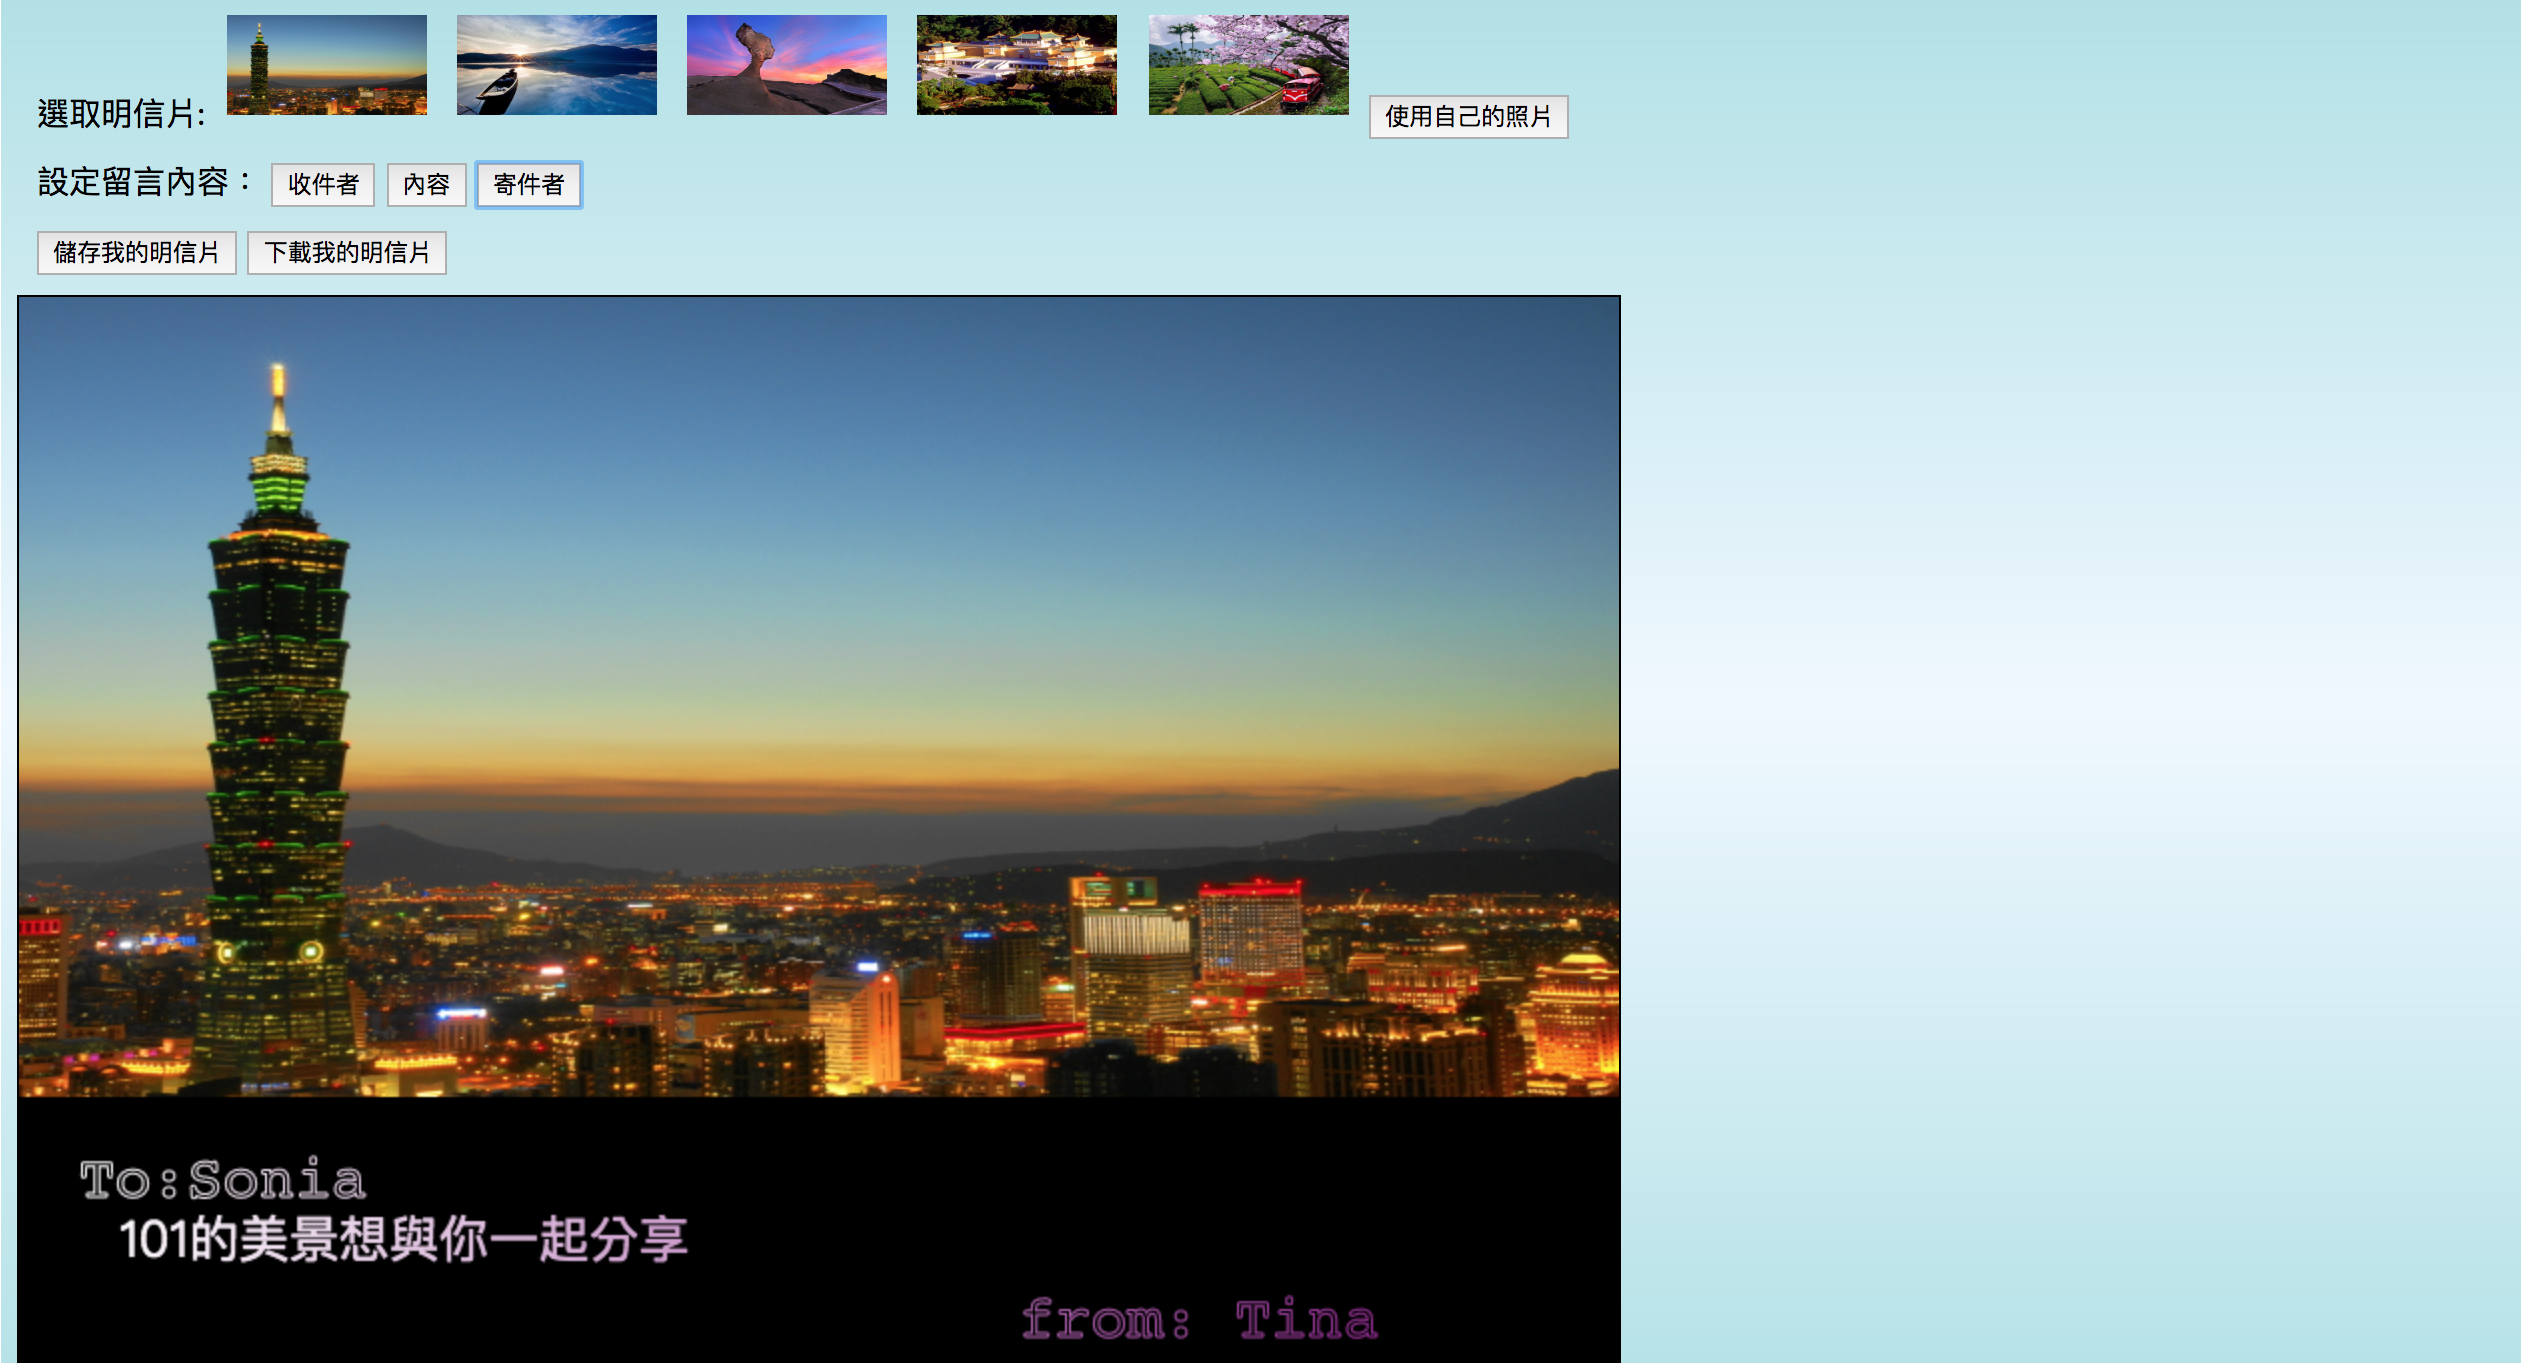 選取明信片:
使用自己的照片
設定留言內容：
收件者
內容
寄件者
儲存我的明信片
下載我的明信片
To:Sonia
101的美景想與你一起分享
from: Tina